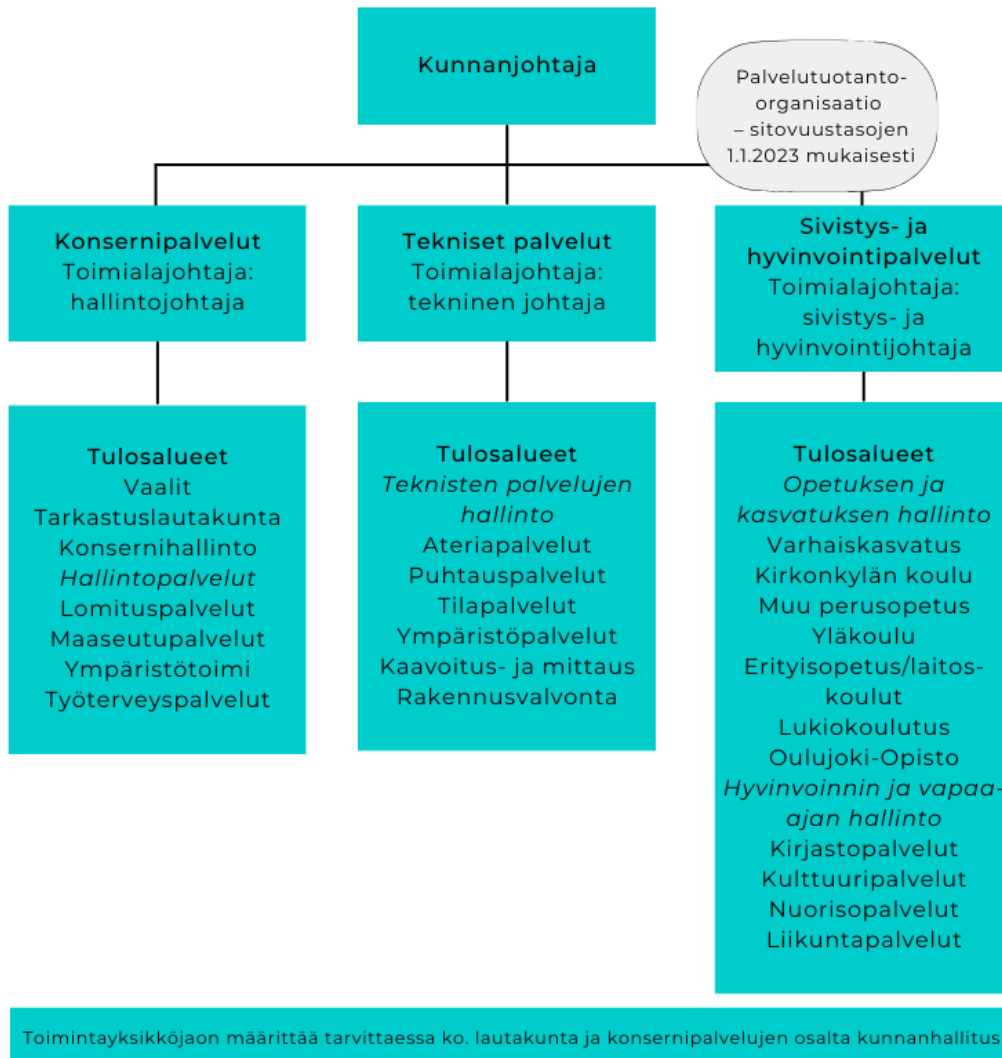 Kunnanjohtaja
Palvelutuotanto-
organisaatio
– sitovuustasojen
1.1.2023 mukaisesti
Konsernipalvelut
Toimialajohtaja:
hallintojohtaja
Tekniset palvelut
Toimialajohtaja:
tekninen johtaja
Sivistys- ja
hyvinvointipalvelut
Toimialajohtaja:
sivistys- ja
hyvinvointijohtaja
Tulosalueet
Vaalit
Tarkastuslautakunta
Konsernihallinto
Hallintopalvelut
Lomituspalvelut
Maaseutupalvelut
Ympäristötoimi
Työterveyspalvelut
Tulosalueet
Teknisten palvelujen
hallinto
Ateriapalvelut
Puhtauspalvelut
Tilapalvelut
Ympäristöpalvelut
Kaavoitus- ja mittaus
Rakennusvalvonta
Tulosalueet
Opetuksen ja
kasvatuksen hallinto
Varhaiskasvatus
Kirkonkylän koulu
Muu perusopetus
Yläkoulu
Erityisopetus/laitos-
koulut
Lukiokoulutus
Oulujoki-Opisto
Hyvinvoinnin ja vapaa-
ajan hallinto
Kirjastopalvelut
Kulttuuripalvelut
Nuorisopalvelut
Liikuntapalvelut
Toimintayksikköjaon määrittää tarvittaessa ko. lautakunta ja konsernipalvelujen osalta kunnanhallitus